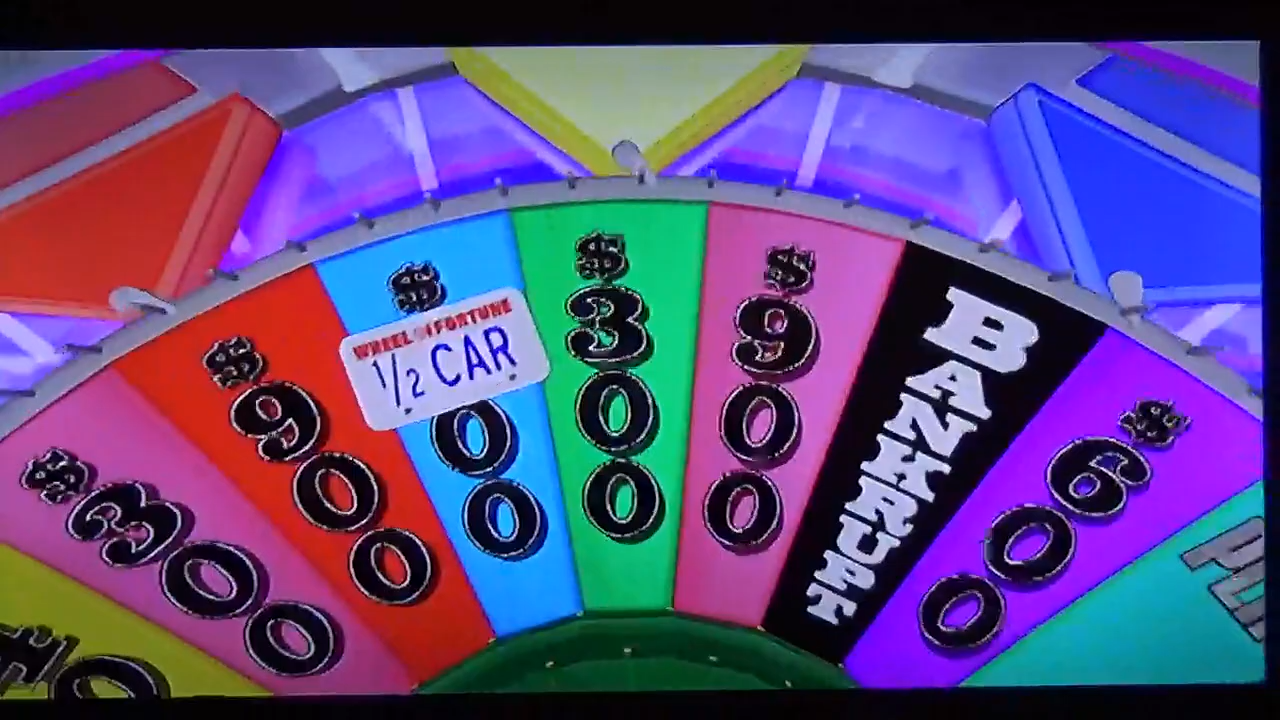 $300
$900
$
WHEEL OF FORTUNE
1/2 CAR
00
$300
$900
BANKRUPT
$600